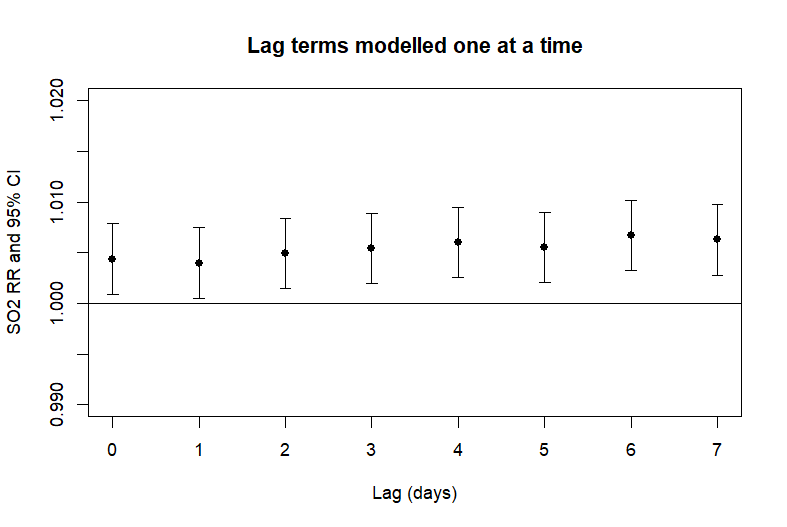 Lag terms modelled one at a time
SO2 RR and 95% CI
1.020
1.010
1.000
0.990
0 1 2 3 4 5 6 7
Lag (days)